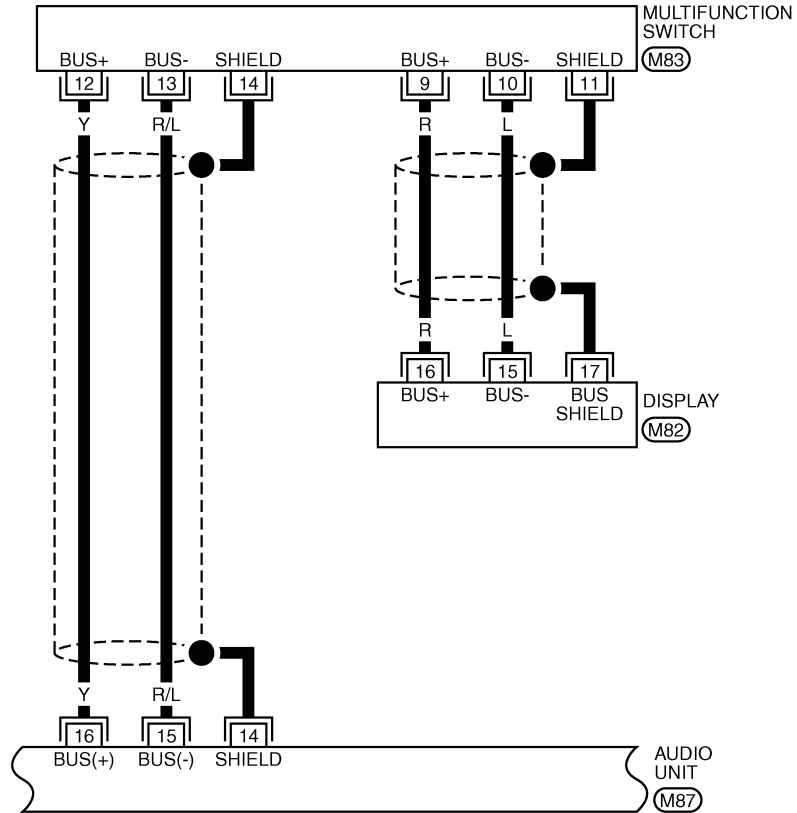 MULTIFUNCTION
SWITCH
M83
BUS+ BUS- SHIELD BUS+ BUS- SHIELD
12 13 14 9 10 11
Y R/L R L
R L
16 15 17
BUS+ BUS- BUS
SHIELD
DISPLAY
M82
Y R/L
16 15 14
BUS(+) BUS(-) SHIELD
AUDIO
UNIT
M87